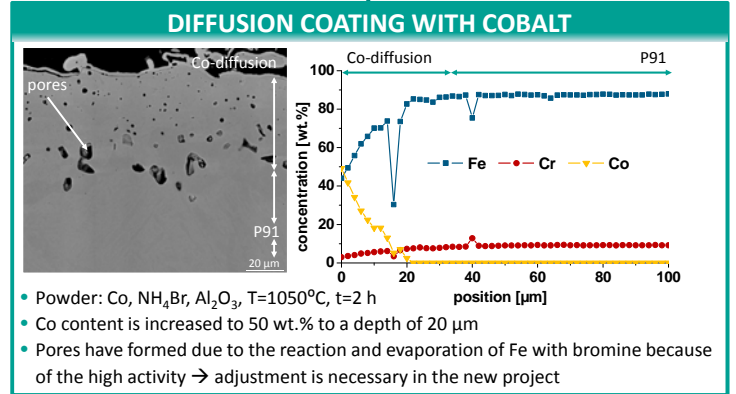 DIFFUSION COATING WITH COBALT
Co-diffusion
pores
P91
20 µm
Co-diffusion P91
100
80
60
40
20
0
concentration [wt.%]
Fe Cr Co
0 20 40 60 80 100
position [µm]
• Powder: Co, NH₄Br, Al₂O₃, T=1050°C, t=2 h
• Co content is increased to 50 wt.% to a depth of 20 µm
• Pores have formed due to the reaction and evaporation of Fe with bromine because
of the high activity → adjustment is necessary in the new project